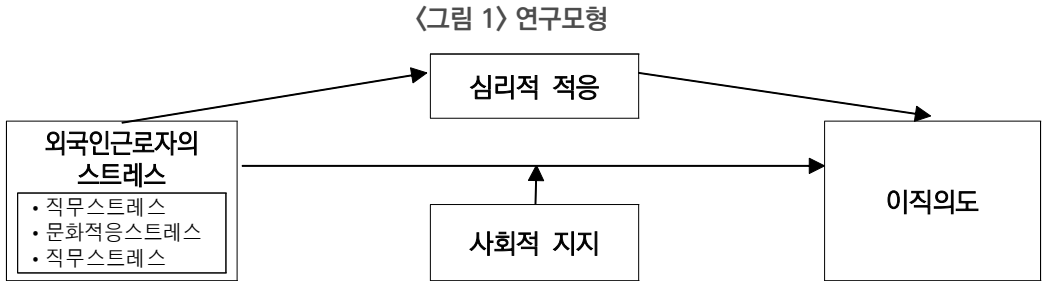 〈그림 1〉 연구모형
심리적 적응
외국인근로자의
스트레스
• 직무스트레스
• 문화적응스트레스
• 직무스트레스
이직의도
사회적 지지